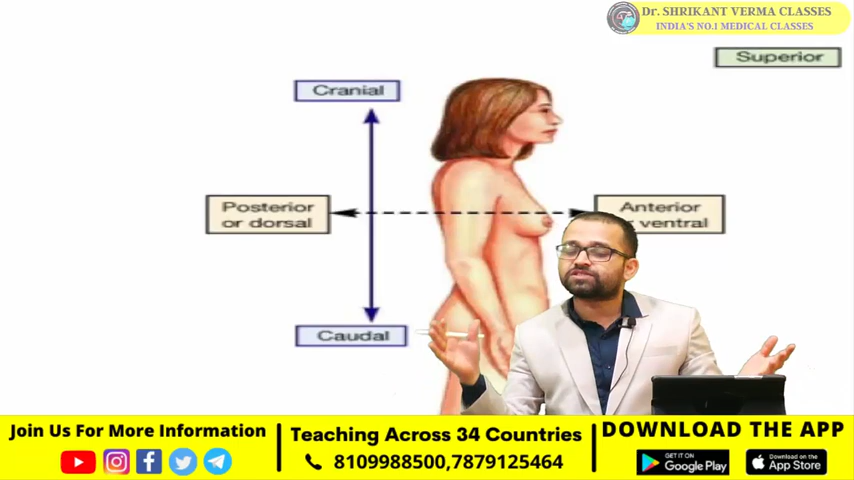 Dr. SHRIKANT VERMA CLASSES
INDIA'S NO.1 MEDICAL CLASSES
Superior
Cranial
Posterior
or dorsal
Anterior
ventral
Caudal
Join Us For More Information
Teaching Across 34 Countries
8109988500,7879125464
DOWNLOAD THE APP
GET IT ON
Google Play
Download on the
App Store